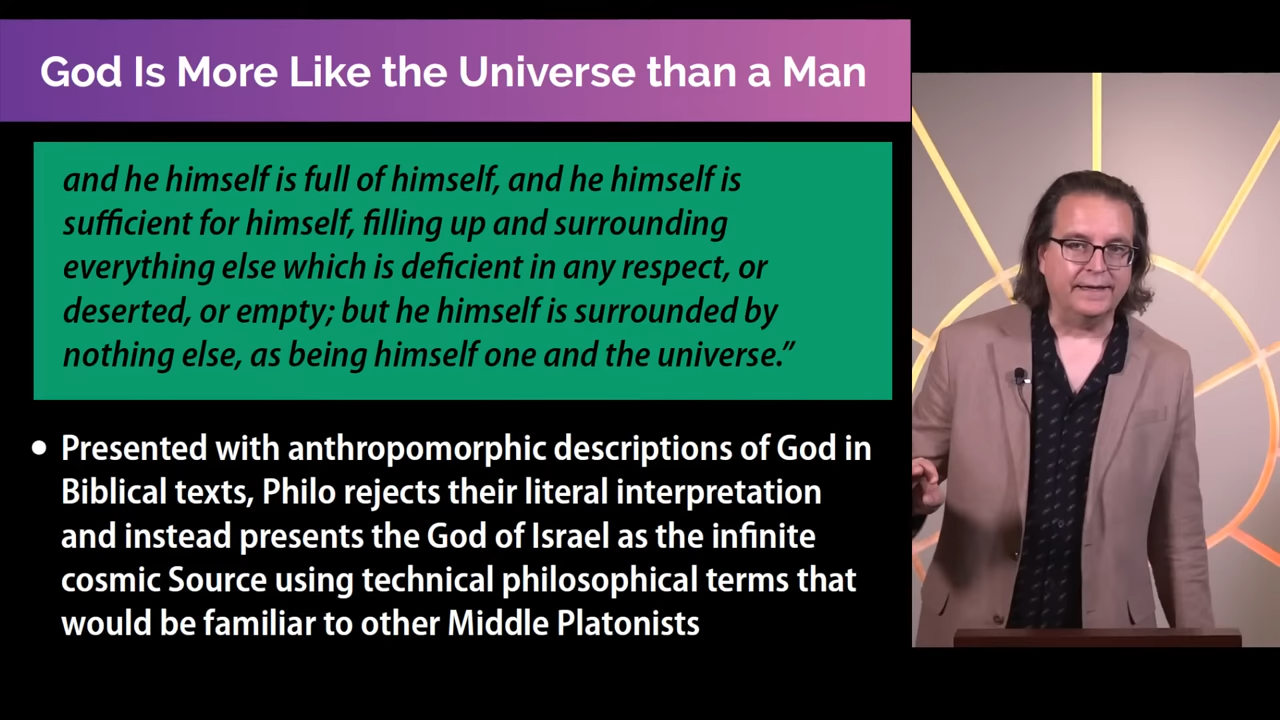 God Is More Like the Universe than a Man
and he himself is full of himself, and he himself is
sufficient for himself, filling up and surrounding
everything else which is deficient in any respect, or
deserted, or empty; but he himself is surrounded by
nothing else, as being himself one and the universe.”
• Presented with anthropomorphic descriptions of God in
Biblical texts, Philo rejects their literal interpretation
and instead presents the God of Israel as the infinite
cosmic Source using technical philosophical terms that
would be familiar to other Middle Platonists